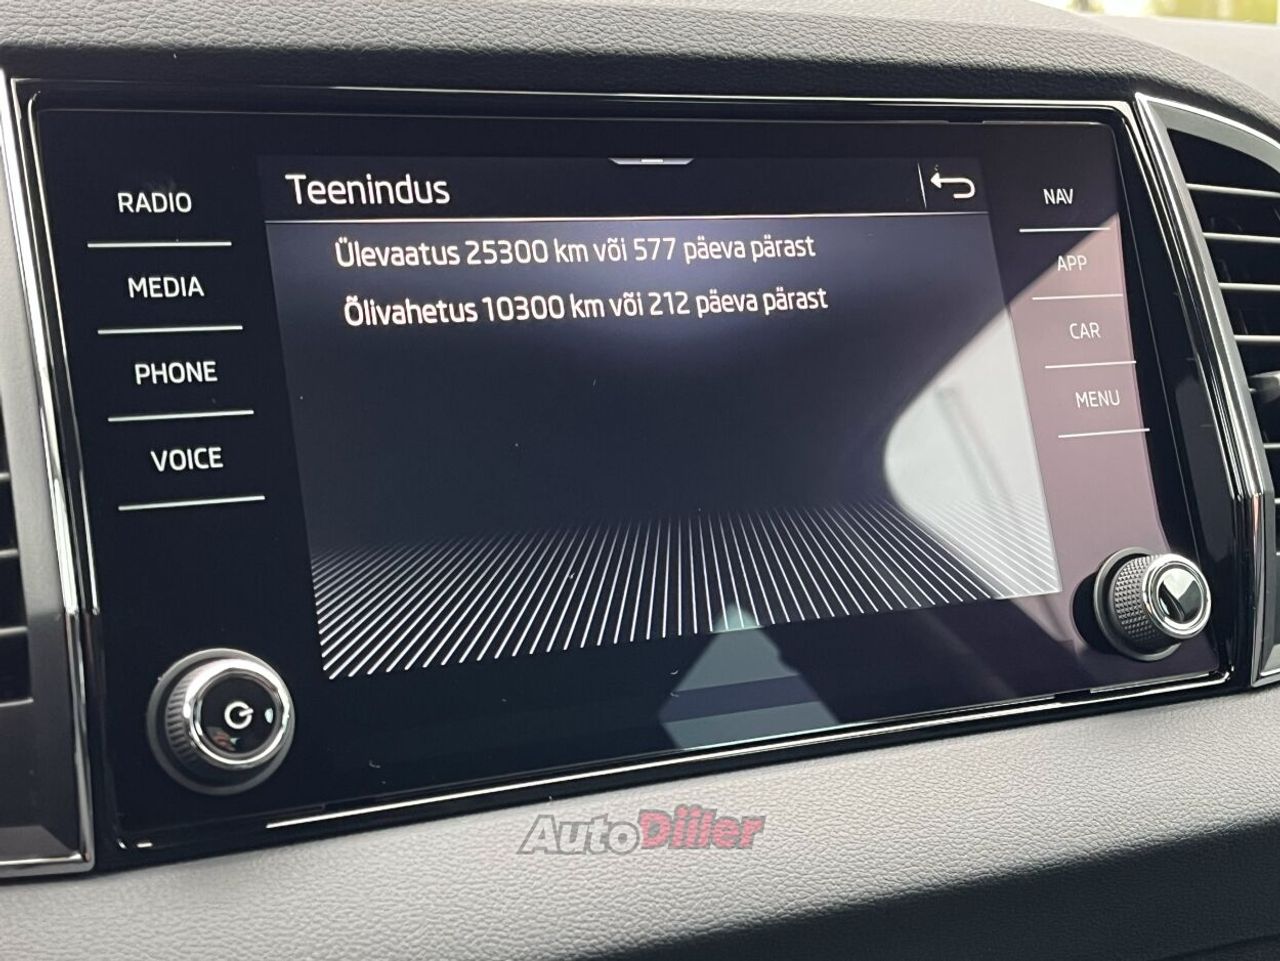 Teenindus
Ülevaatus 25300 km või 577 päeva pärast
Õlivahetus 10300 km või 212 päeva pärast
RADIO
MEDIA
PHONE
VOICE
NAV
APP
CAR
MENU
AutoDiiler